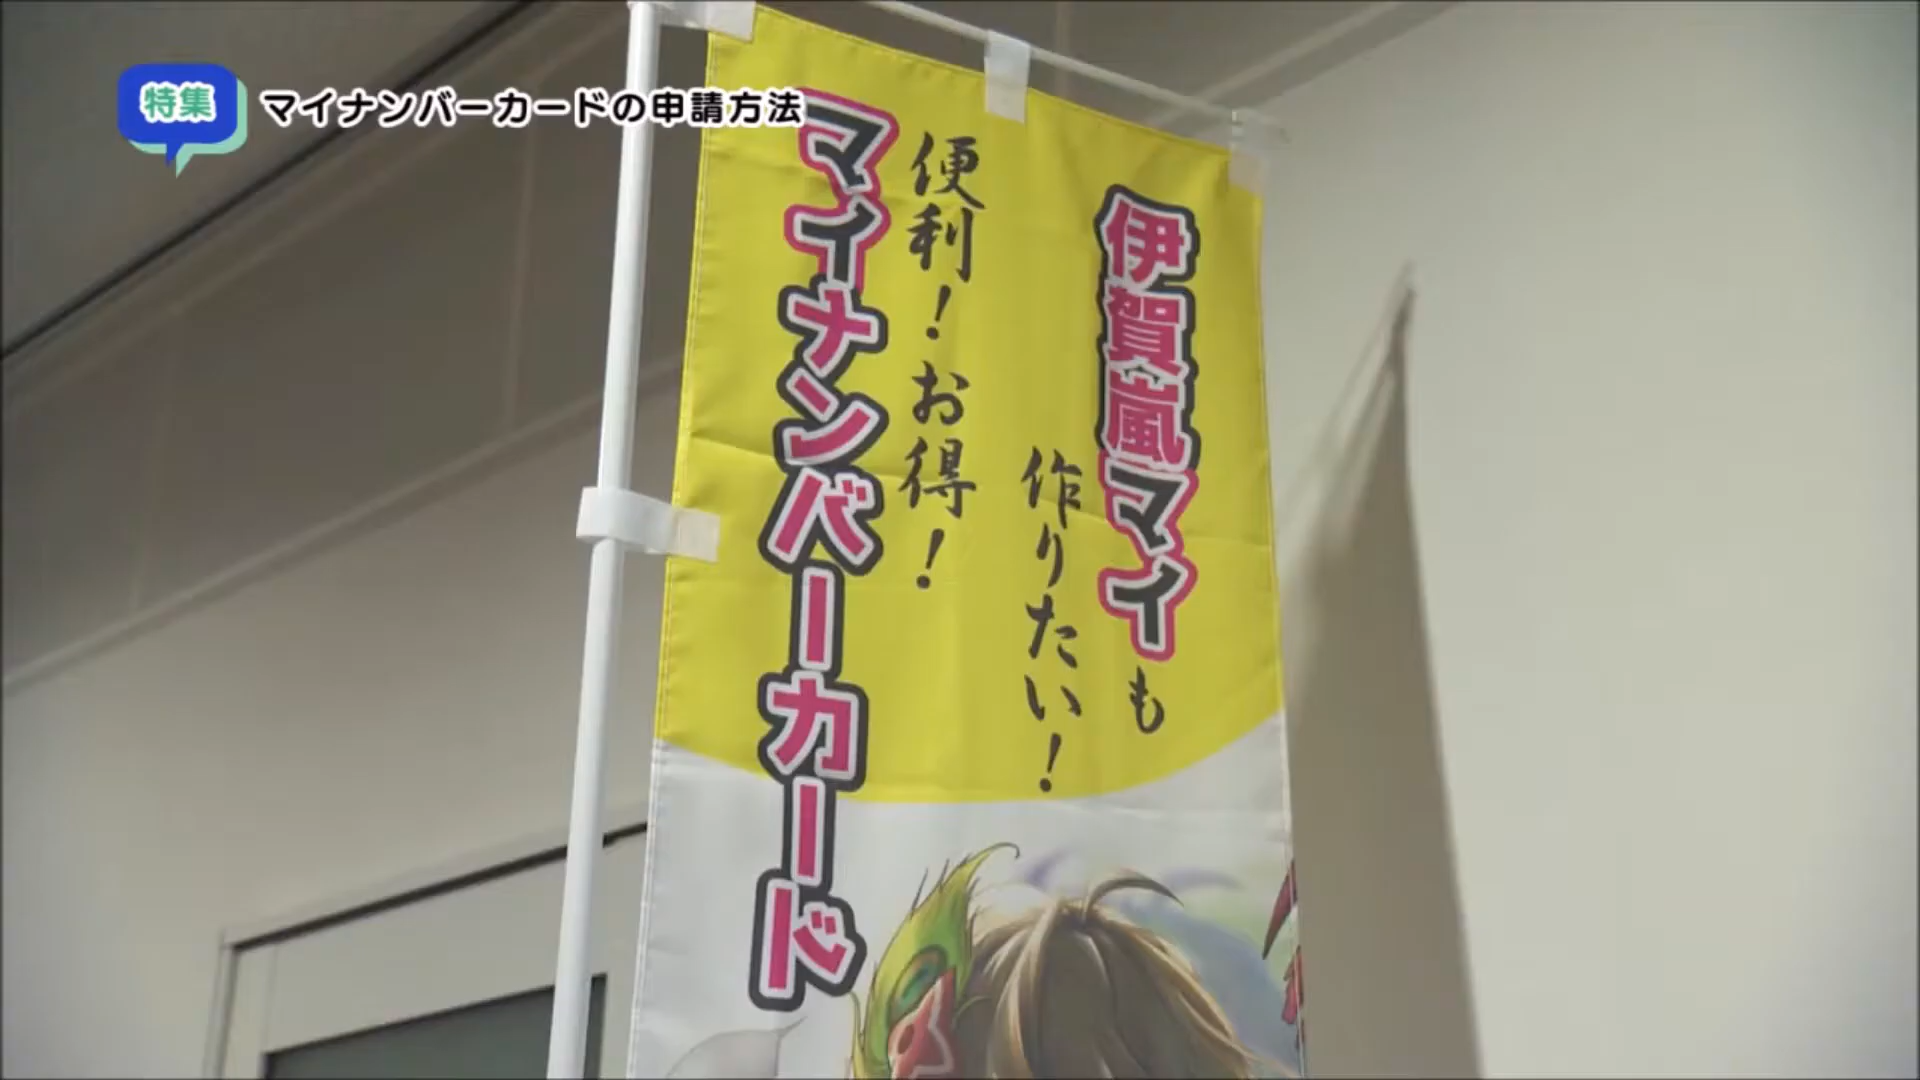 特集
マイナンバーカードの申請方法
伊賀嵐マイも
作りたい!
便利!お得!
マイナンバーカード